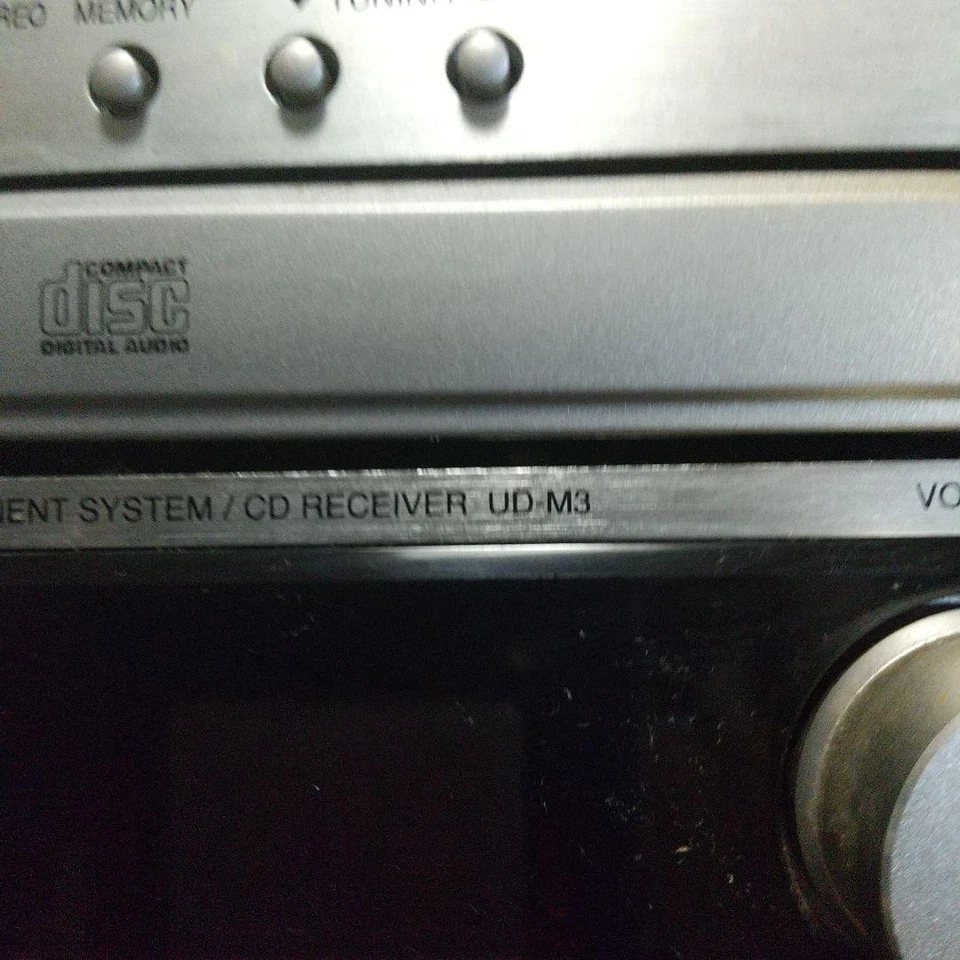 MEMORY
COMPACT
disc
DIGITAL AUDIO
SYSTEM / CD RECEIVER UD-M3